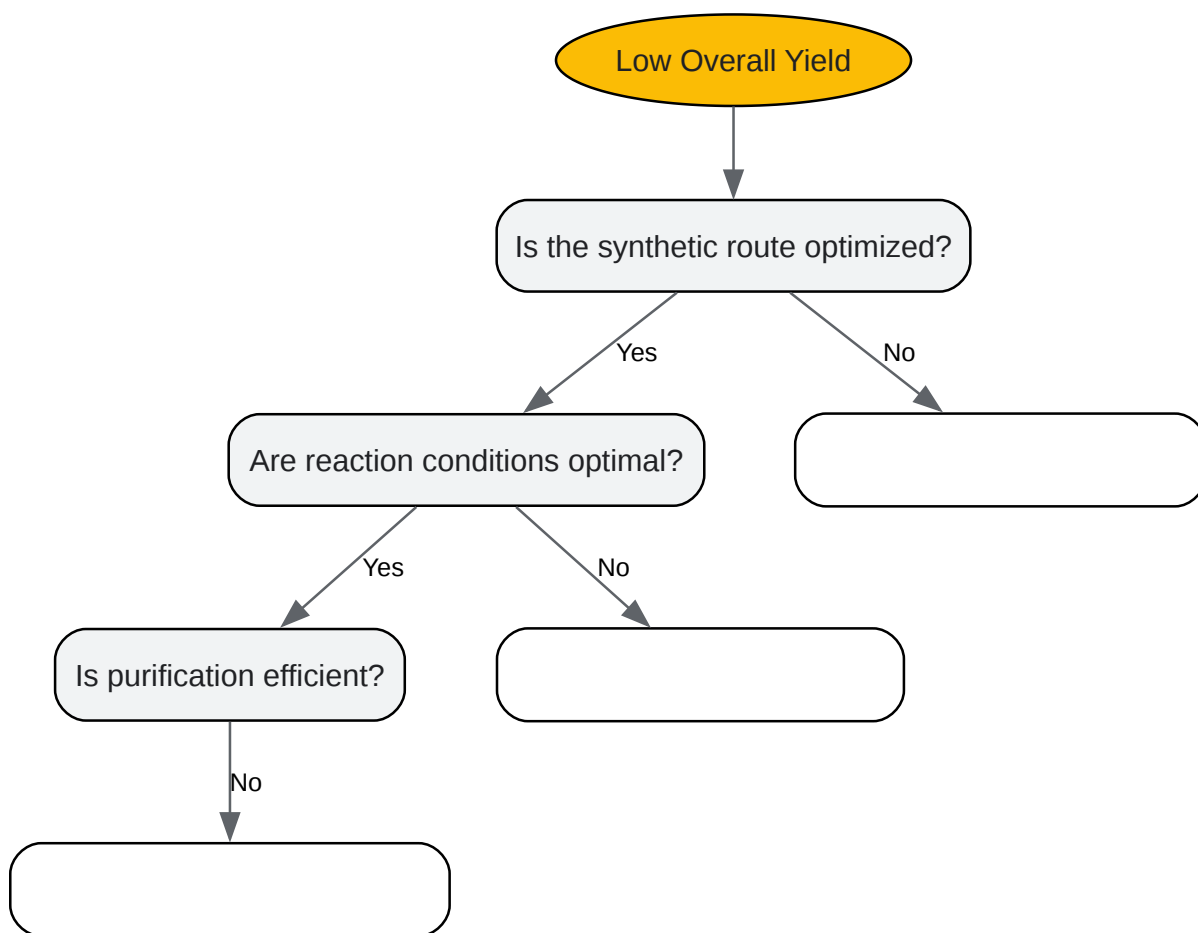 Low Overall Yield
Is the synthetic route optimized?
Yes
No
Are reaction conditions optimal?
Yes
No
Is purification efficient?
No